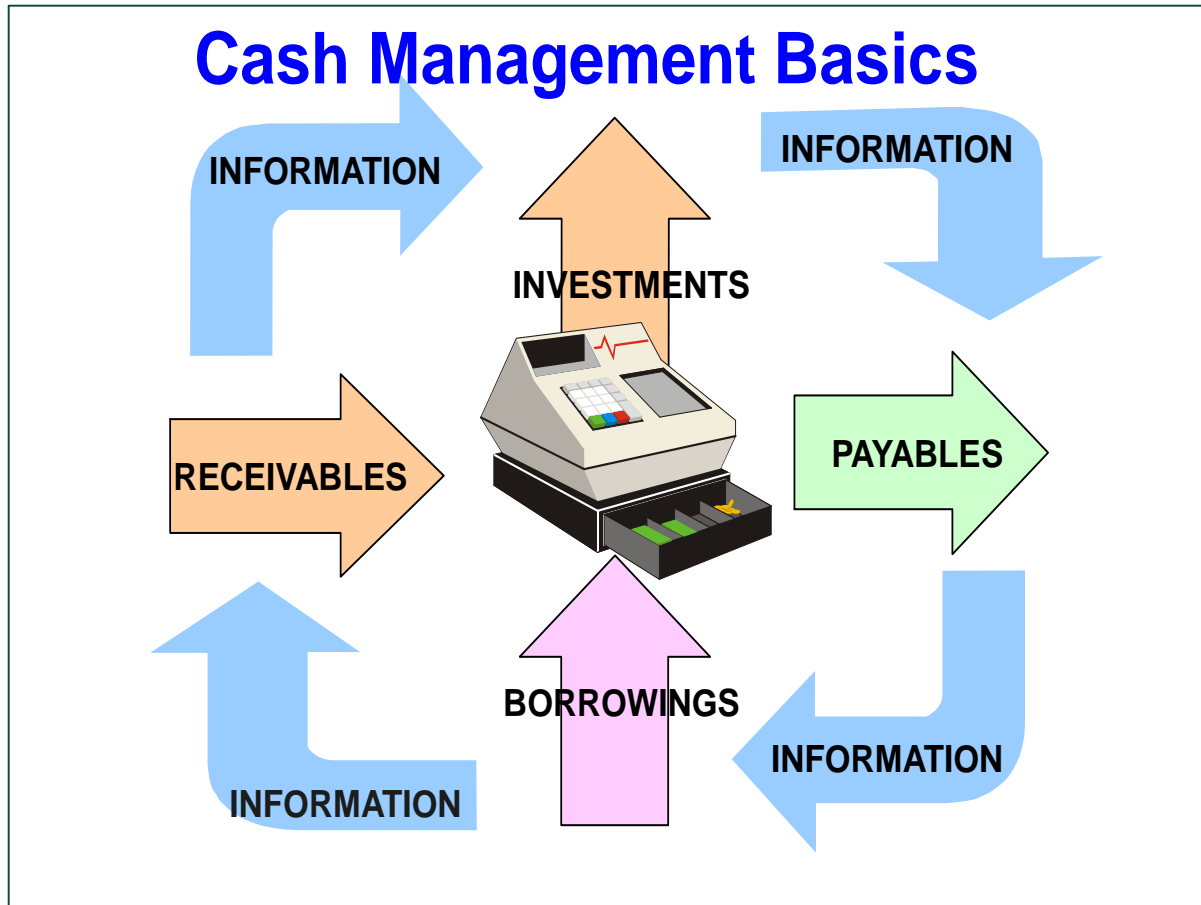 Cash Management Basics
INFORMATION
INFORMATION
INVESTMENTS
RECEIVABLES
PAYABLES
BORROWINGS
INFORMATION
INFORMATION